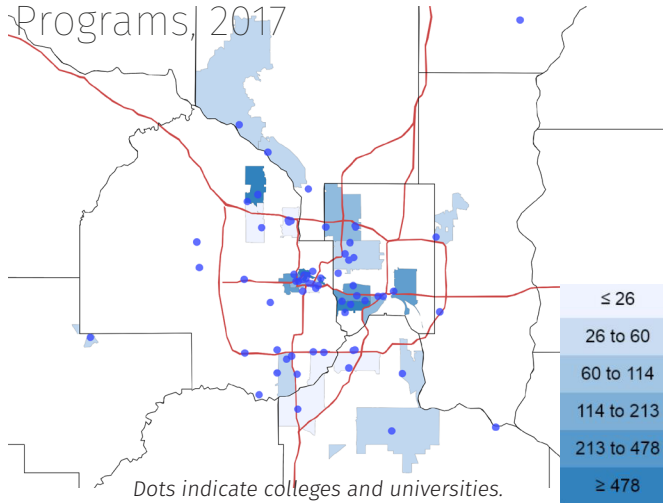 Programs, 2017
≤ 26
26 to 60
60 to 114
114 to 213
213 to 478
≥ 478
Dots indicate colleges and universities.